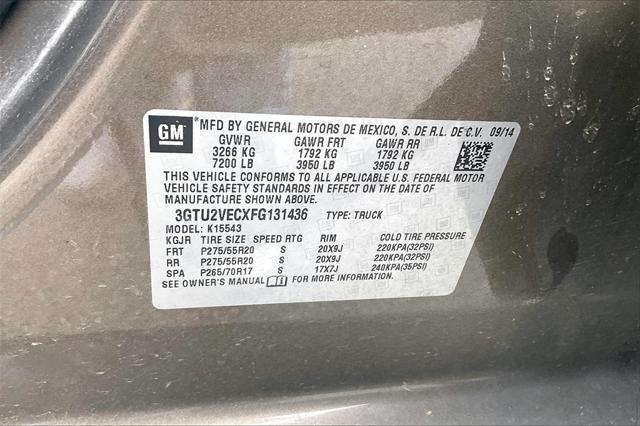 GM
*MFD BY GENERAL MOTORS DE MEXICO, S. DE R.L. DE C.V. 09/14
GVWR GAWR FRT GAWR RR
3266 KG 1792 KG 1792 KG
7200 LB 3950 LB 3950 LB
THIS VEHICLE CONFORMS TO ALL APPLICABLE U.S. FEDERAL MOTOR
VEHICLE SAFETY STANDARDS IN EFFECT ON THE DATE OF
MANUFACTURE SHOWN ABOVE.
3GTU2VECXFG131436 TYPE: TRUCK
MODEL: K15543
KGJR TIRE SIZE SPEED RTG RIM COLD TIRE PRESSURE
FRT P275/55R20 S 20X9J 220KPA(32PSI)
RR P275/55R20 S 20X9J 220KPA(32PSI)
SPA P265/70R17 S 17X7J 240KPA(35PSI)
SEE OWNER'S MANUAL FOR MORE INFORMATION.